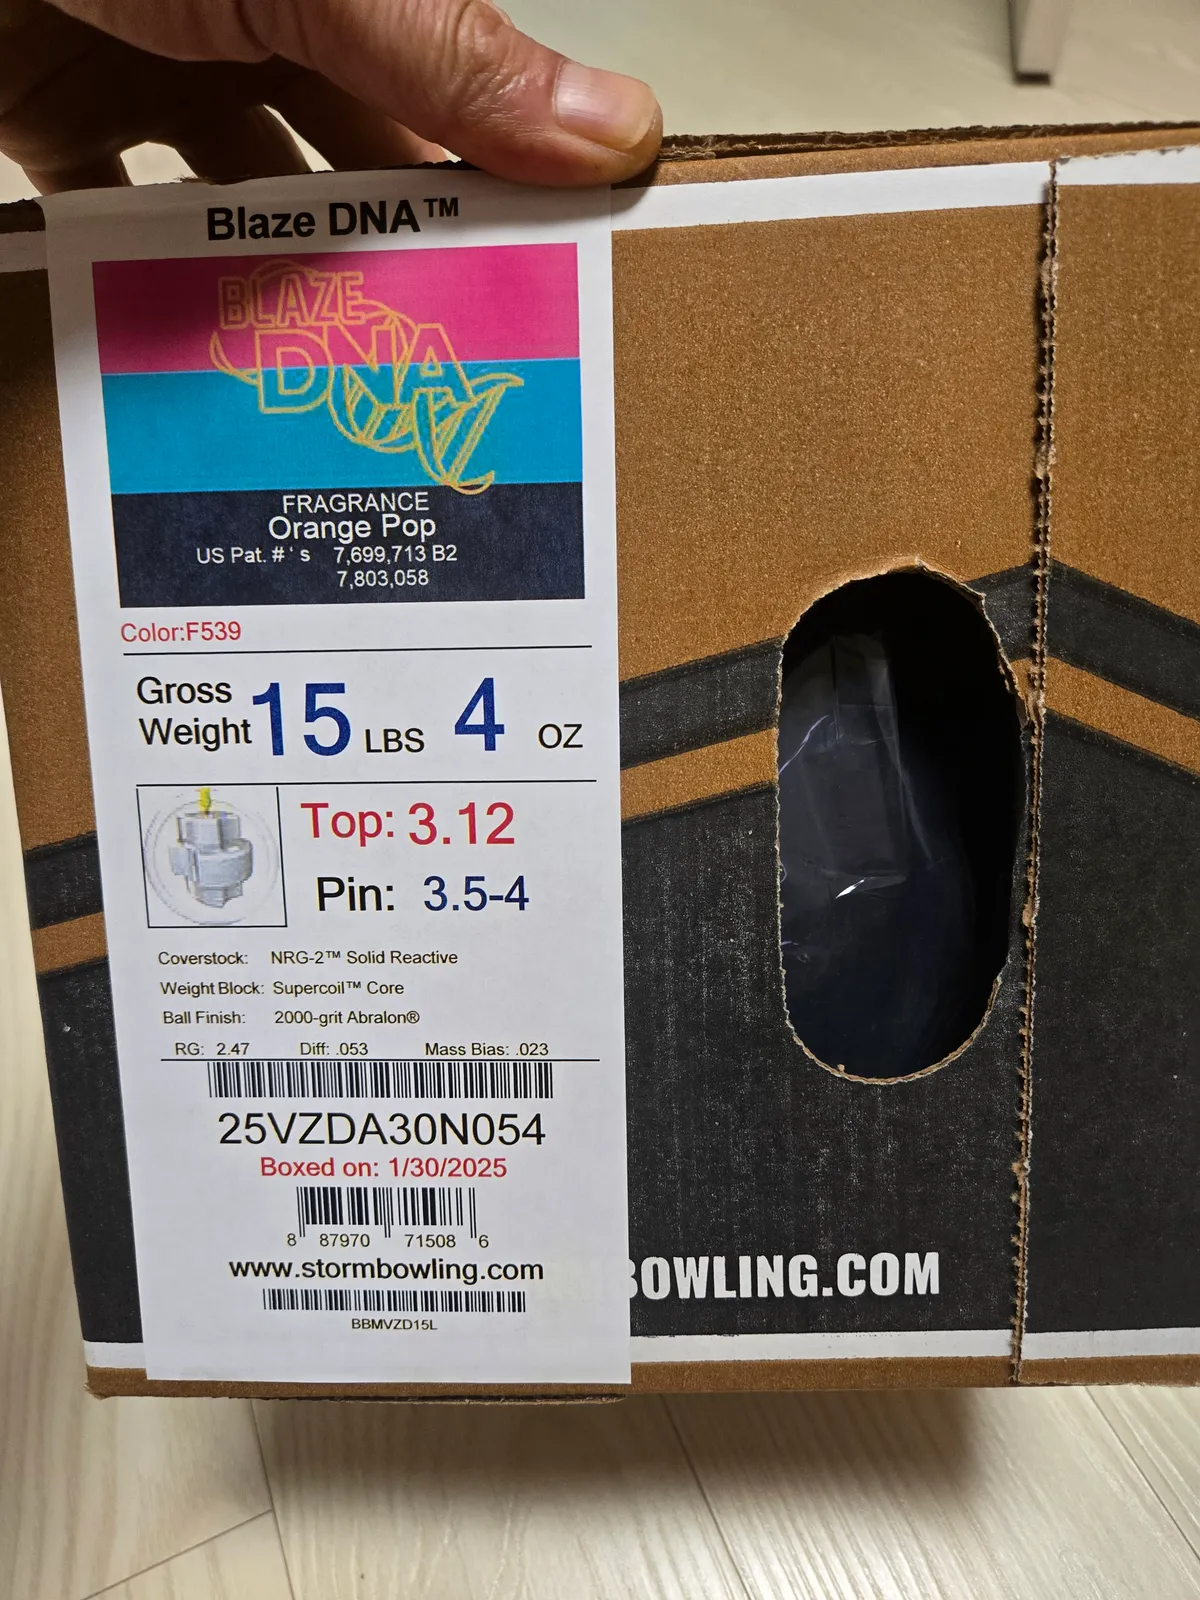 Blaze DNA™
BLAZE
DNA
FRAGRANCE
Orange Pop
US Pat. #'s 7,699,713 B2
7,803,058
Color:F539
Gross Weight 15 LBS 4 OZ
Top: 3.12
Pin: 3.5-4
Coverstock: NRG-2™ Solid Reactive
Weight Block: Supercoil™ Core
Ball Finish: 2000-grit Abralon®
RG: 2.47 Diff: .053 Mass Bias: .023
25VZDA30N054
Boxed on: 1/30/2025
8 87970 71508 6
www.stormbowling.com
BBMVZD15L
BOWLING.COM